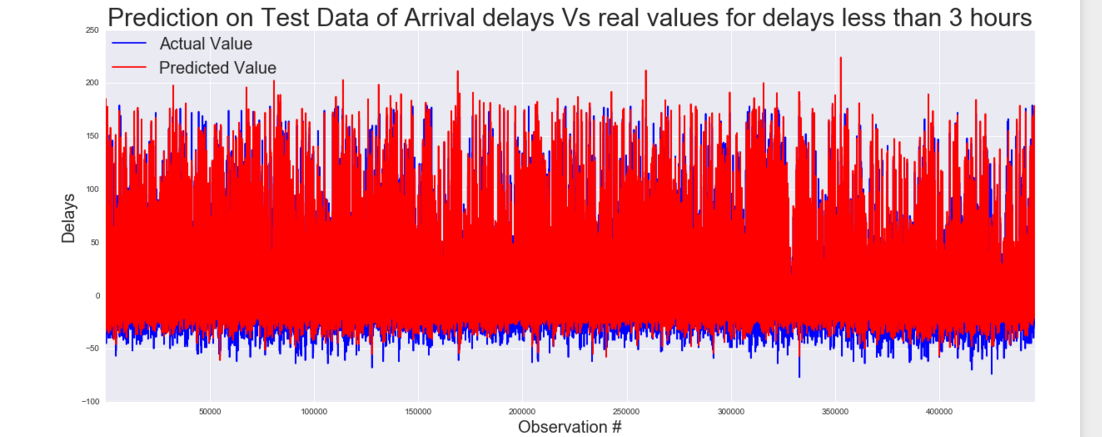 Prediction on Test Data of Arrival delays Vs real values for delays less than 3 hours
250
Actual Value
Predicted Value
200
150
100
50
0
−50
−100
Delays
50000 100000 150000 200000 250000 300000 350000 400000
Observation #